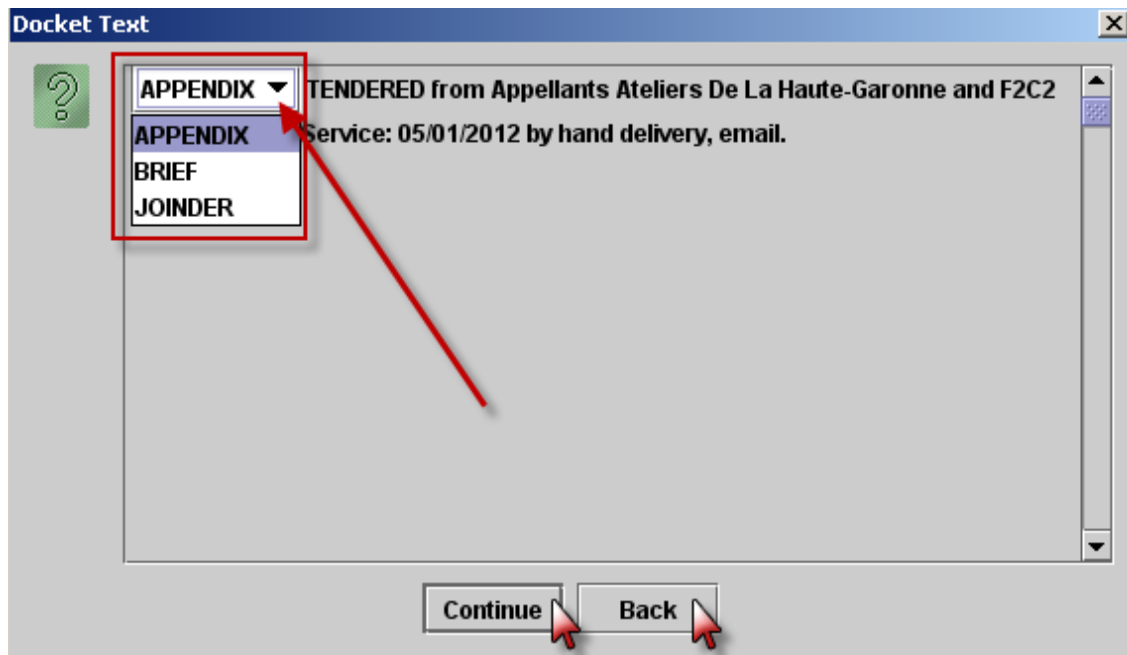 Docket Text
APPENDIX TENDERED from Appellants Ateliers De La Haute-Garonne and F2C2
APPENDIX Service: 05/01/2012 by hand delivery, email.
BRIEF
JOINDER
Continue Back